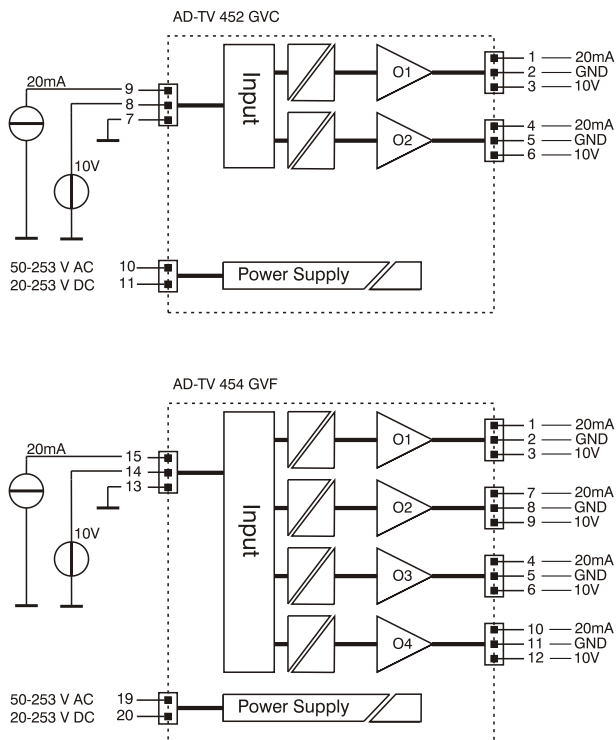 AD-TV 452 GVC
20mA
9
8
7
10V
Input
O1
O2
1 20mA
2 GND
3 10V
4 20mA
5 GND
6 10V
50-253 V AC 10
20-253 V DC 11
Power Supply
AD-TV 454 GVF
20mA
15
14
13
10V
Input
O1
O2
O3
O4
1 20mA
2 GND
3 10V
7 20mA
8 GND
9 10V
4 20mA
5 GND
6 10V
10 20mA
11 GND
12 10V
50-253 V AC 19
20-253 V DC 20
Power Supply